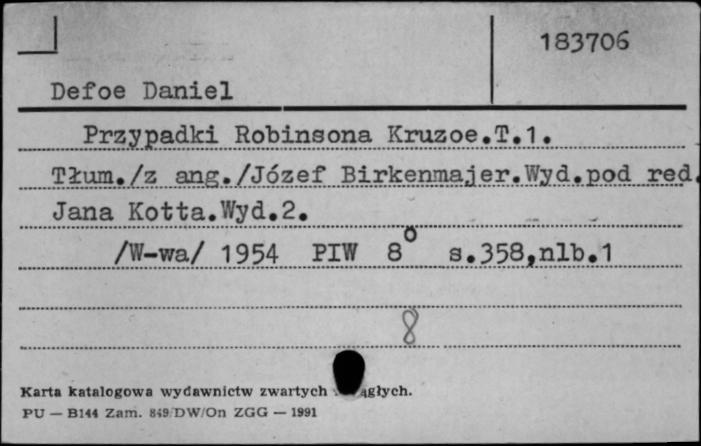 183706
Defoe Daniel
Przypadki Robinsona Kruzoe.T.1.
Tłum./z ang./Józef Birkenmajer.Wyd.pod red.
Jana Kotta.Wyd.2.
/W-wa/ 1954 PIW 8° s.358,nlb.1
8
Karta katalogowa wydawnictw zwartych
PU — B144 Zam. 849/DW/On ZGG — 1991